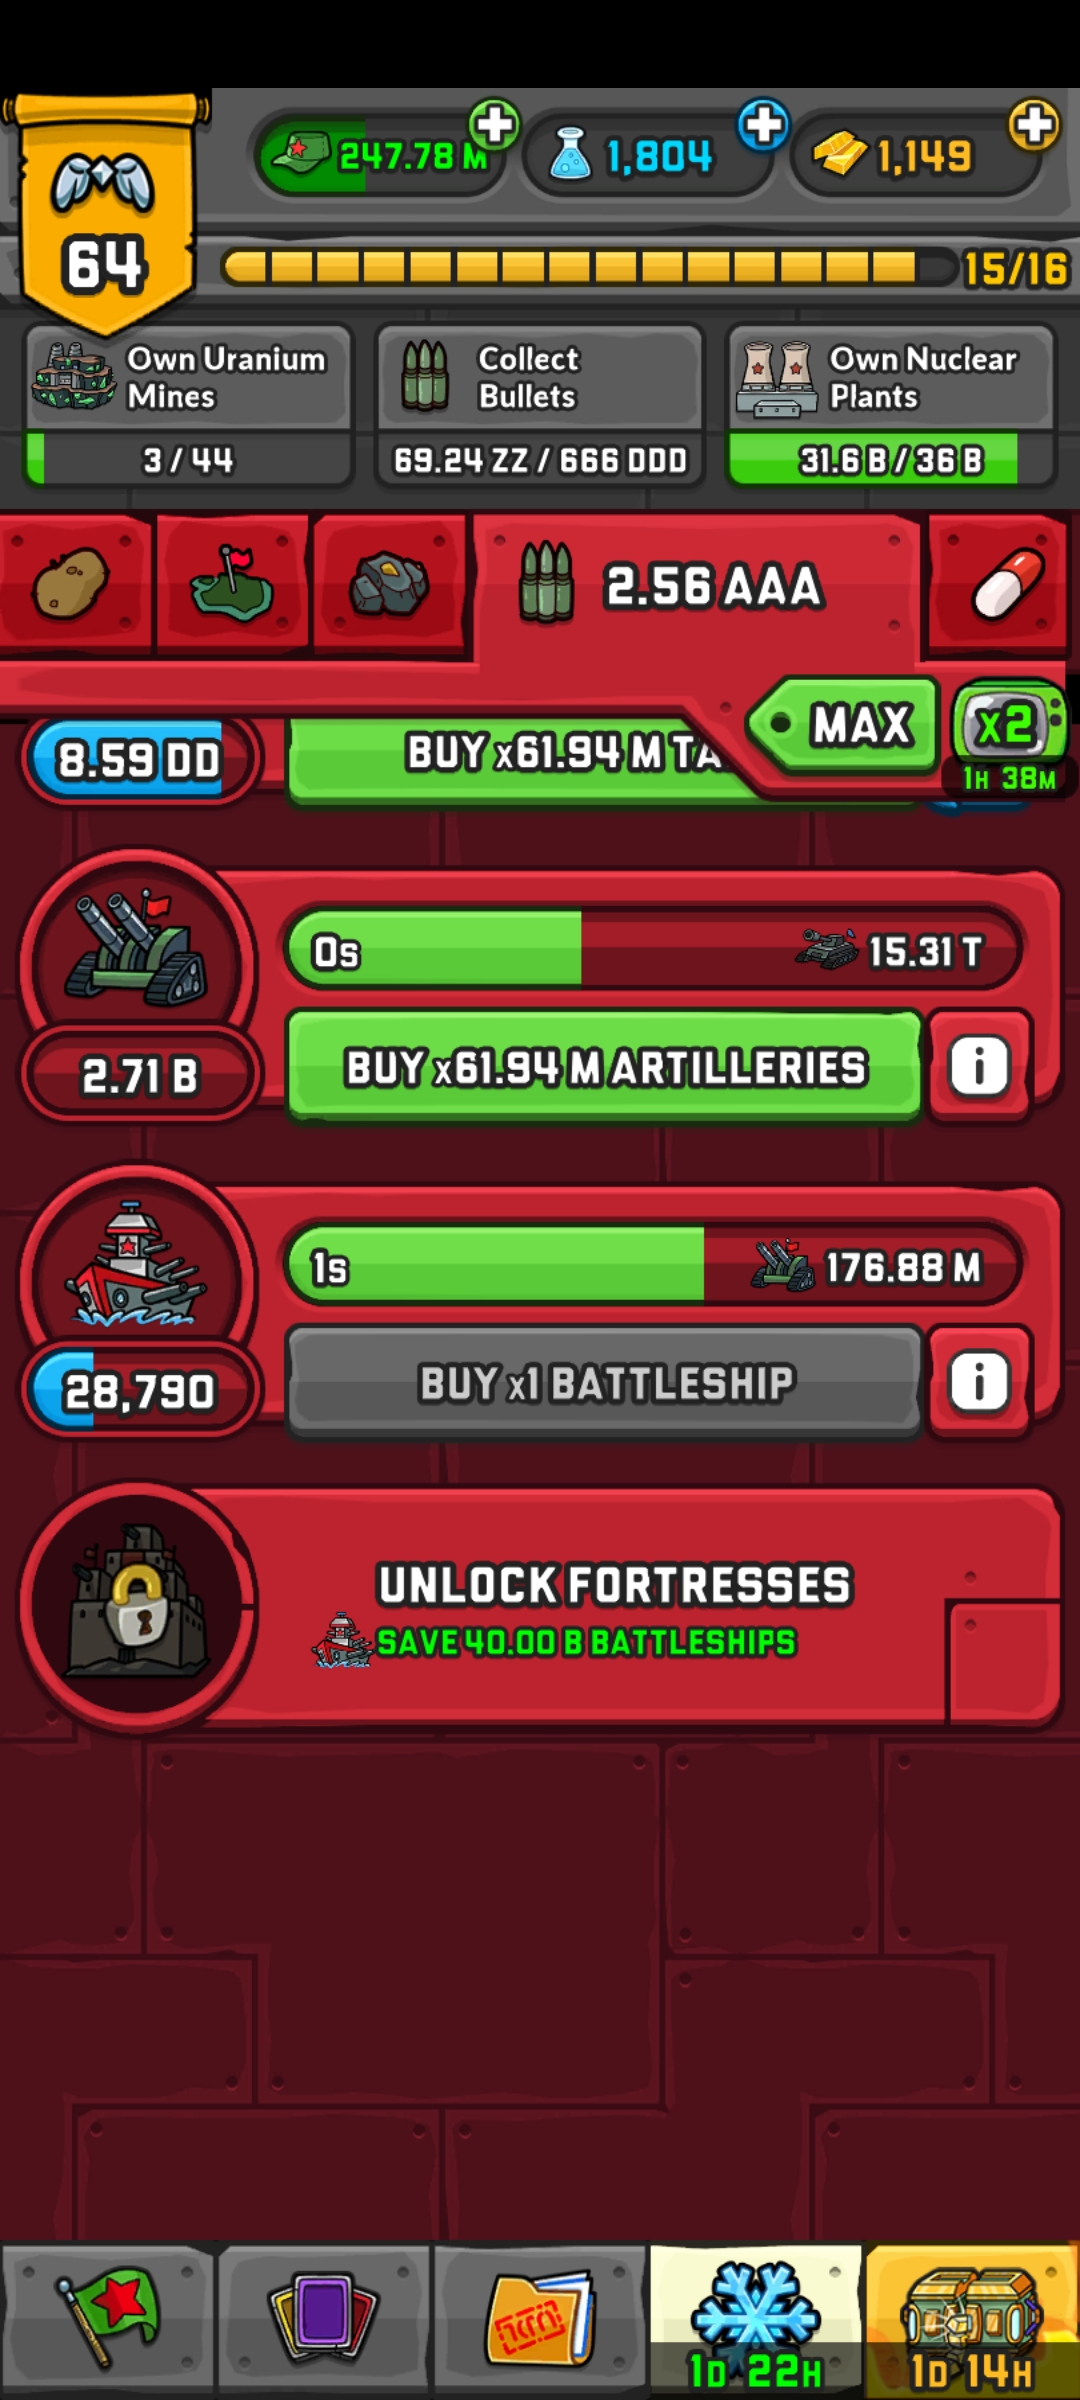 247.78 M
1,804
1,149
64
15/16
Own Uranium
Mines
Collect
Bullets
Own Nuclear
Plants
3 / 44
69.24 ZZ / 666 DDD
31.6 B / 36 B
2.56 AAA
MAX
x2
1H 38M
8.59 DD
BUY x61.94 M TA
0s
15.31 T
2.71 B
BUY x61.94 M ARTILLERIES
i
1s
176.88 M
28,790
BUY x1 BATTLESHIP
i
UNLOCK FORTRESSES
SAVE 40.00 B BATTLESHIPS
1D 22H
1D 14H